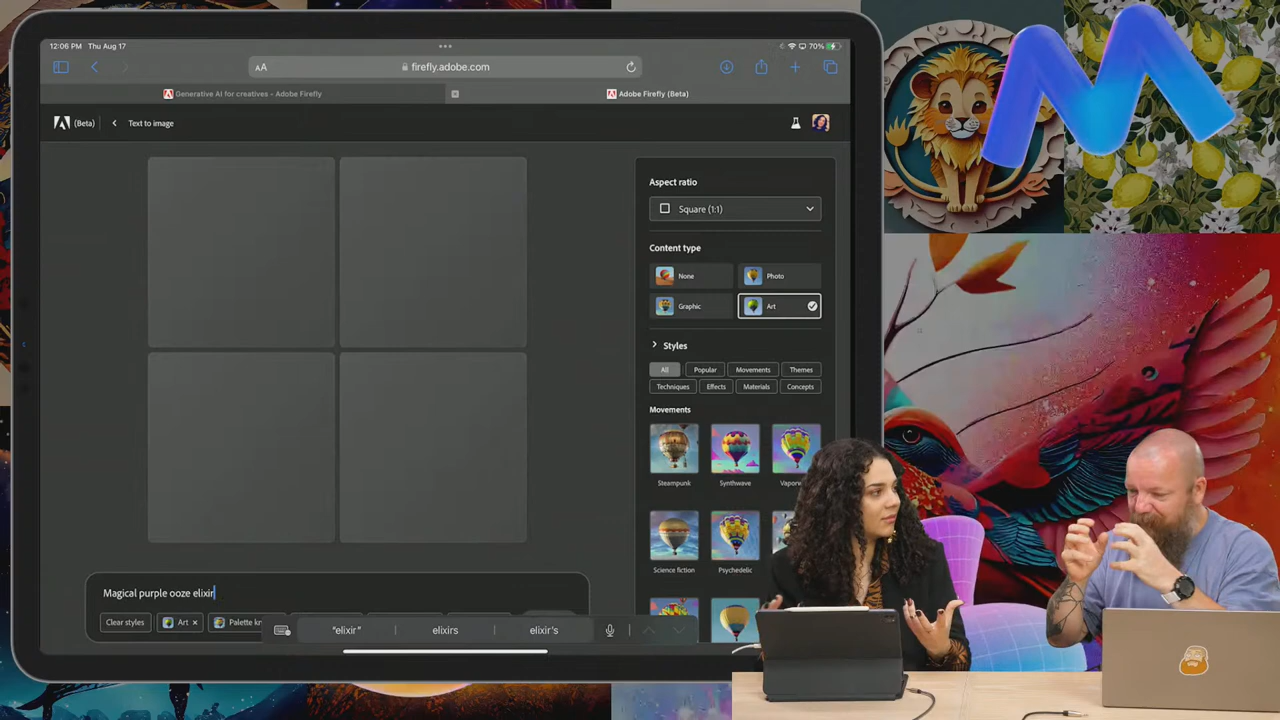 12:06 PM Thu Aug 17
70%
AA
firefly.adobe.com
Generative AI for creatives - Adobe Firefly
Adobe Firefly (Beta)
(Beta)
Text to image
Aspect ratio
Square (1:1)
Content type
None
Photo
Graphic
Art
Styles
All
Popular
Movements
Themes
Techniques
Effects
Materials
Concepts
Movements
Steampunk
Synthwave
Science fiction
Psychedelic
Magical purple ooze elixir
Clear styles
Art
Palette kn
"elixir"
elixirs
elixir's